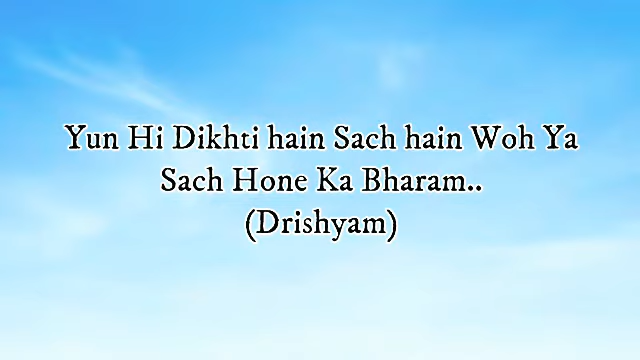 Yun Hi Dikhti hain Sach hain Woh Ya
Sach Hone Ka Bharam..
(Drishyam)